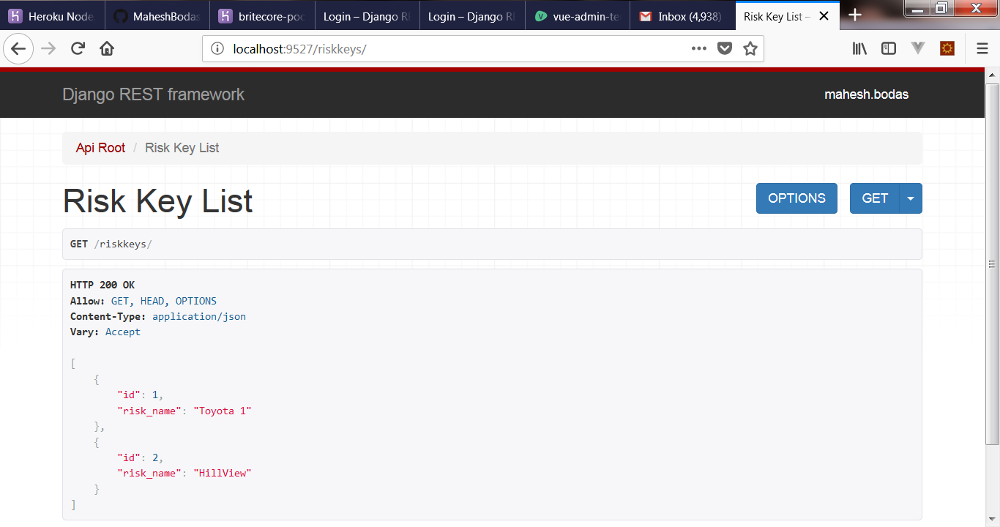 Heroku Node. MaheshBodas britecore-poc Login – Django R Login – Django R vue-admin-te Inbox (4,938) Risk Key List –
localhost:9527/riskkeys/
Django REST framework mahesh.bodas
Api Root / Risk Key List
Risk Key List OPTIONS GET
GET /riskkeys/
HTTP 200 OK
Allow: GET, HEAD, OPTIONS
Content-Type: application/json
Vary: Accept
[
{
"id": 1,
"risk_name": "Toyota 1"
},
{
"id": 2,
"risk_name": "HillView"
}
]